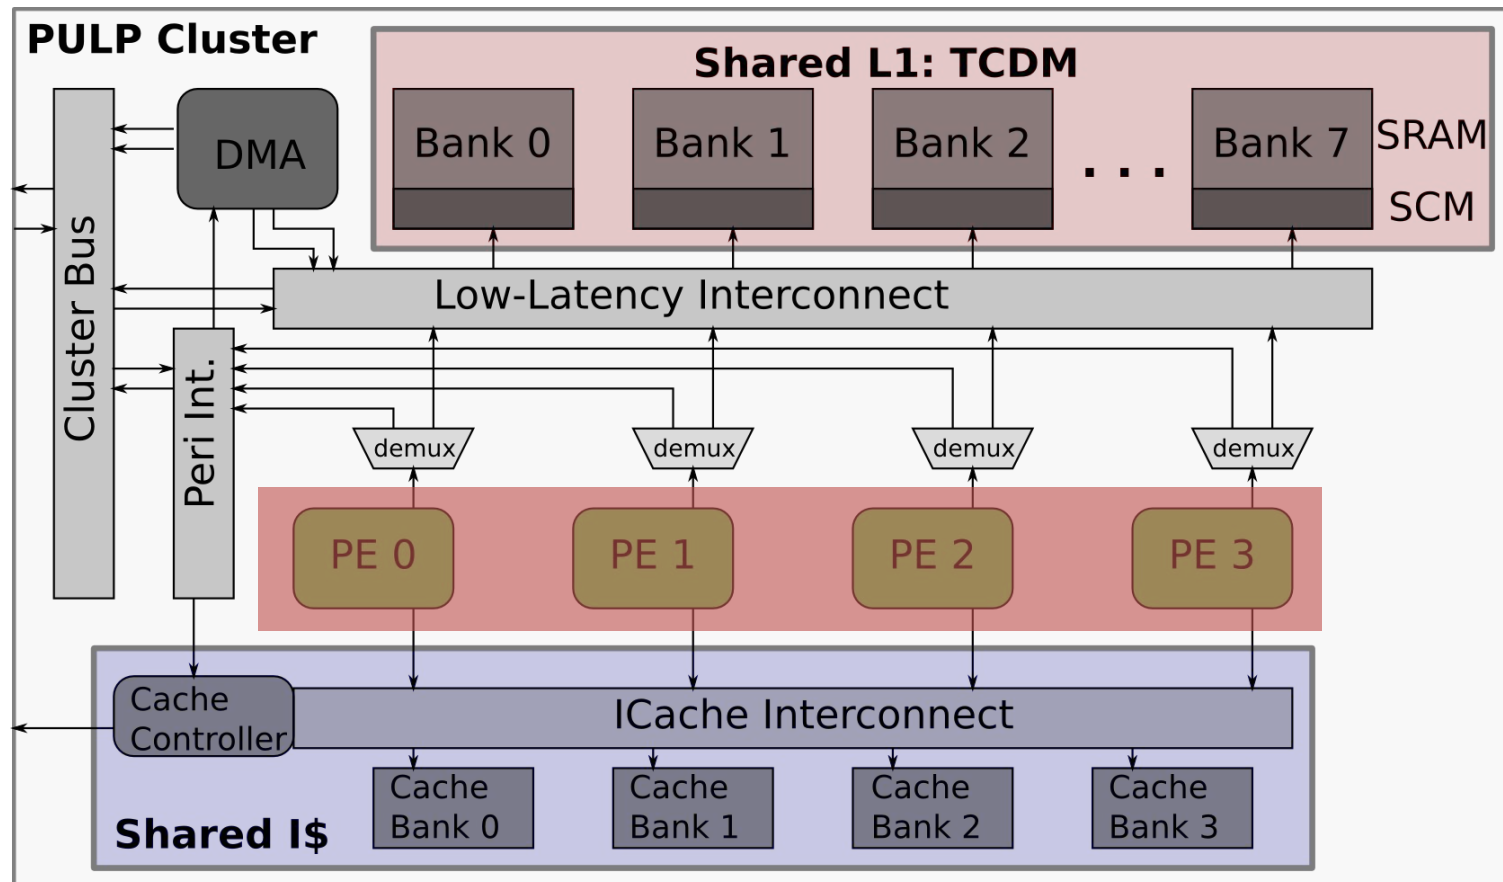 PULP Cluster
Shared L1: TCDM
DMA
Bank 0
Bank 1
Bank 2
. . .
Bank 7
SRAM
SCM
Cluster Bus
Low-Latency Interconnect
Peri Int.
demux
demux
demux
demux
PE 0
PE 1
PE 2
PE 3
Cache
Controller
ICache Interconnect
Cache
Bank 0
Cache
Bank 1
Cache
Bank 2
Cache
Bank 3
Shared I$